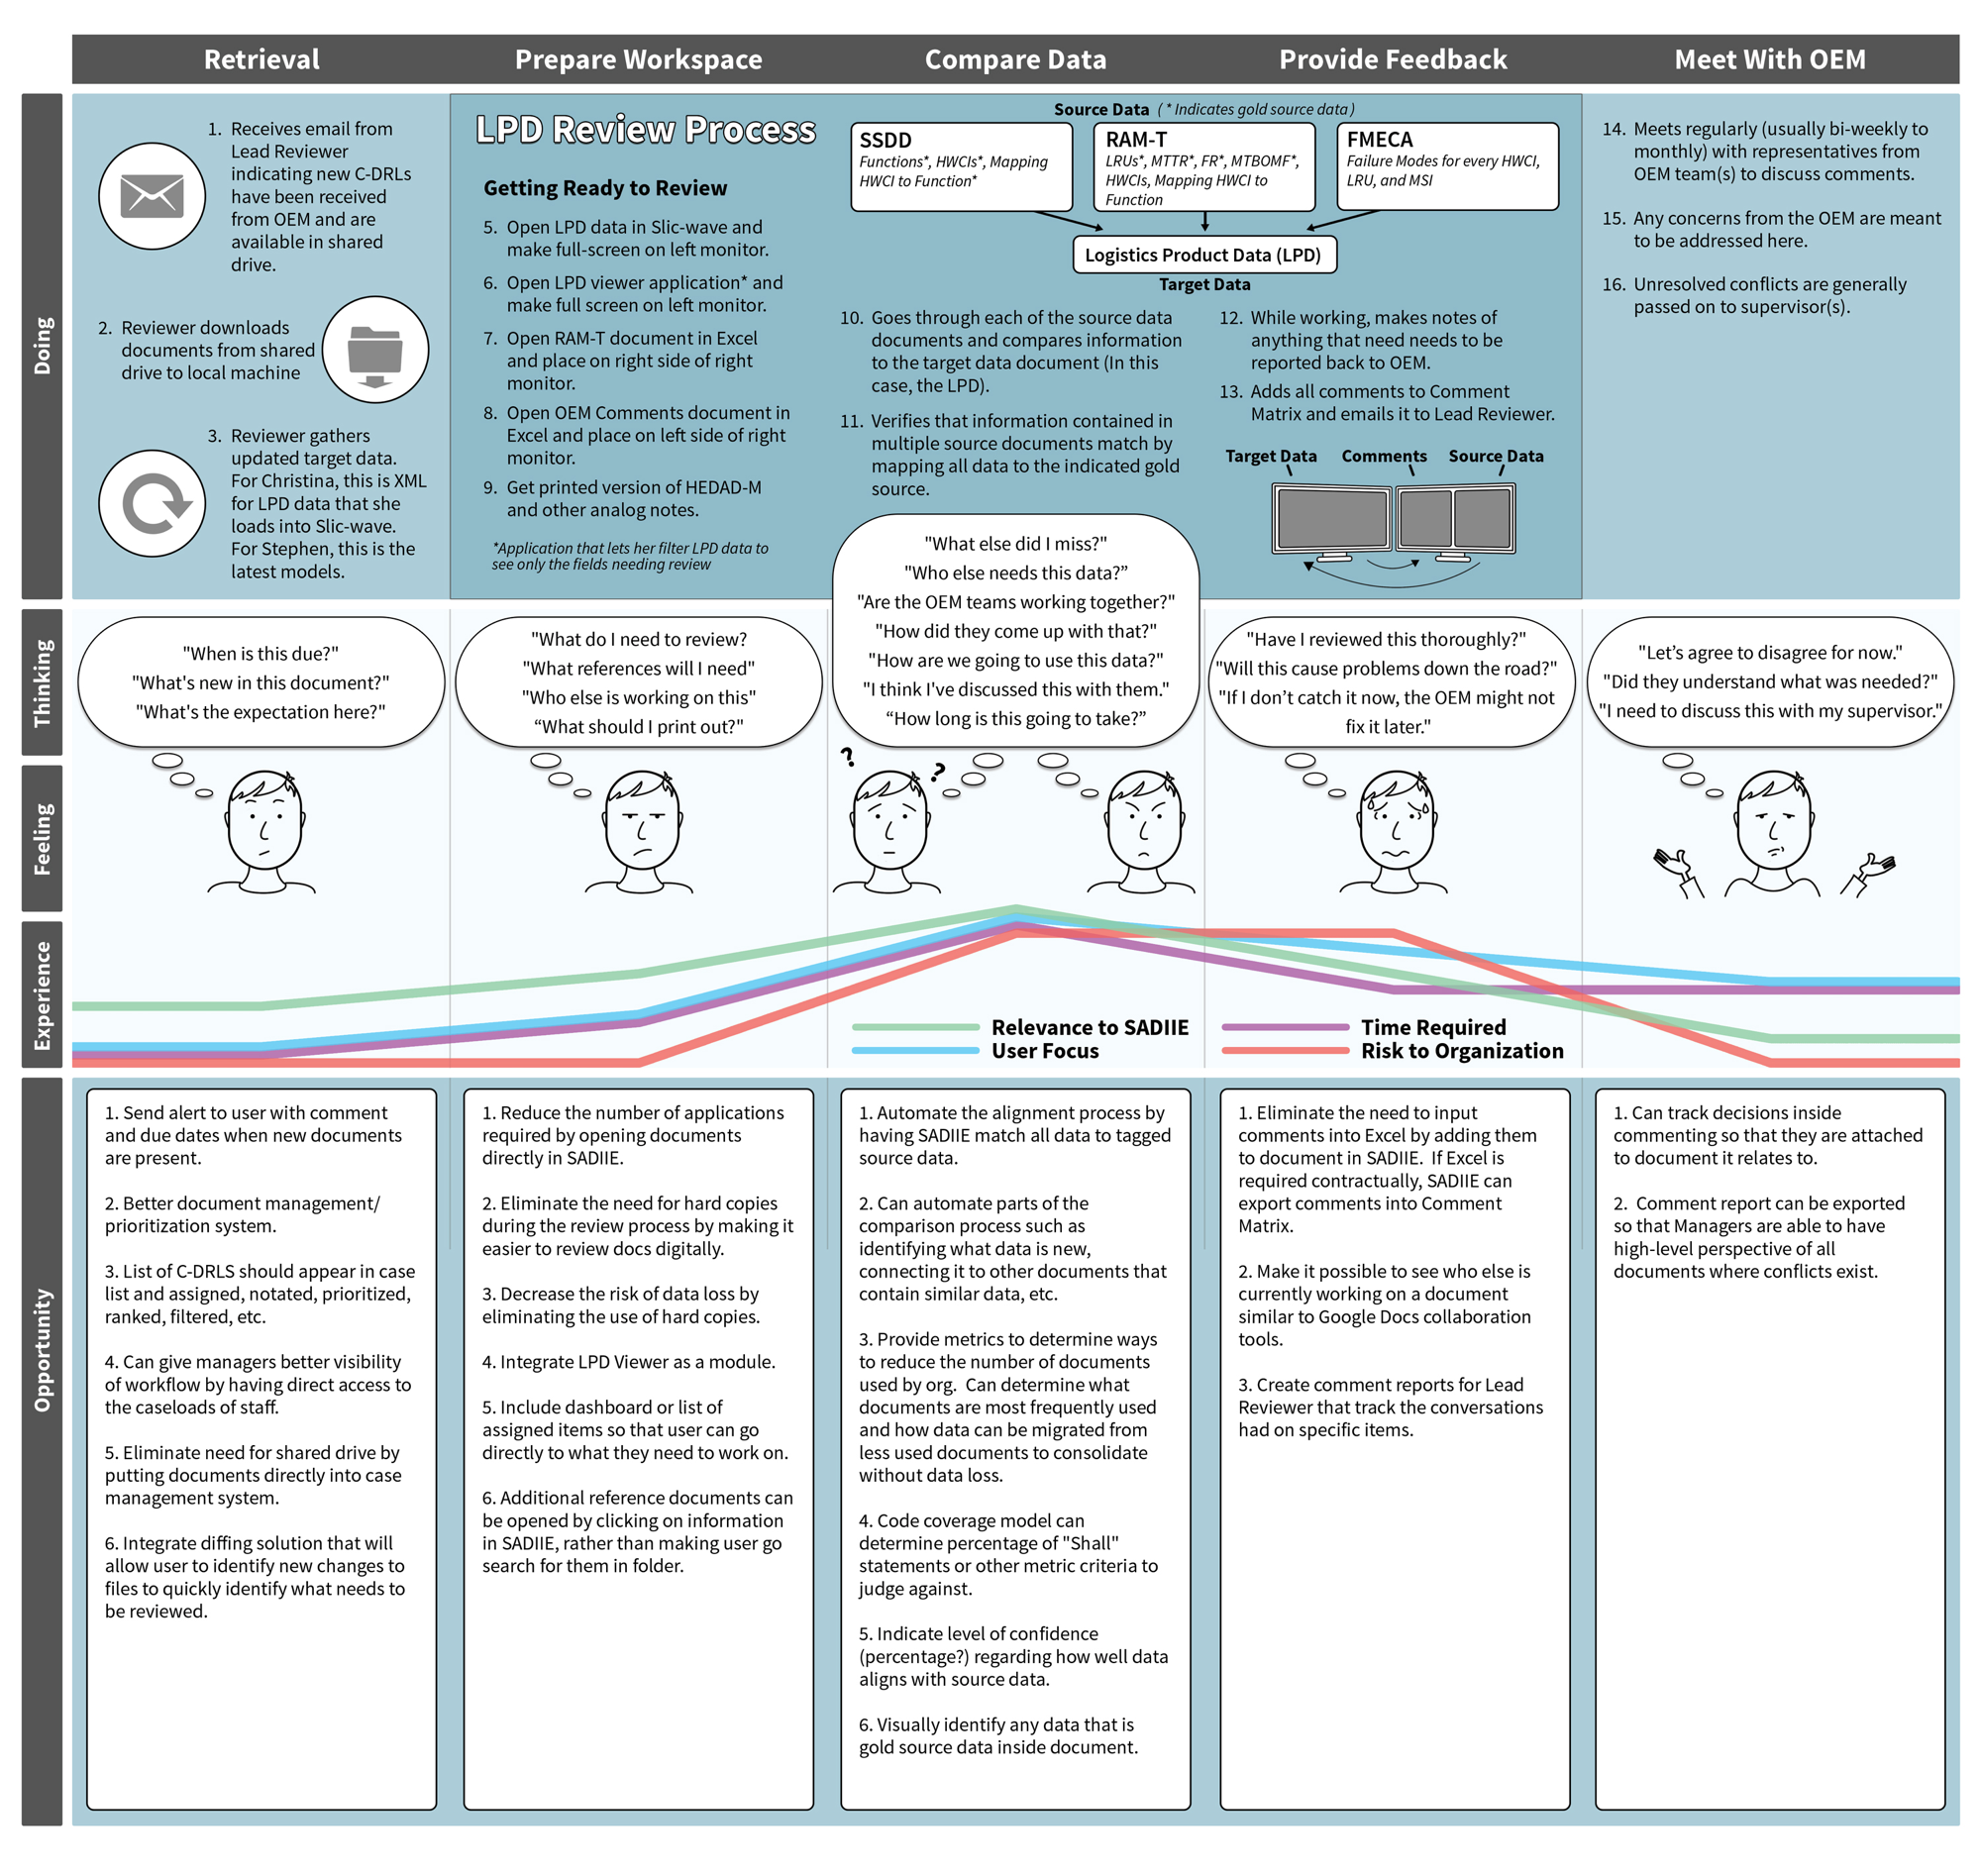 Retrieval
Prepare Workspace
Compare Data
Provide Feedback
Meet With OEM
Doing
1. Receives email from
Lead Reviewer
indicating new C-DRLs
have been received
from OEM and are
available in shared
drive.
2. Reviewer downloads
documents from shared
drive to local machine
3. Reviewer gathers
updated target data.
For Christina, this is XML
for LPD data that she
loads into Slic-wave.
For Stephen, this is the
latest models.
LPD Review Process
Getting Ready to Review
5. Open LPD data in Slic-wave and
make full-screen on left monitor.
6. Open LPD viewer application* and
make full screen on left monitor.
7. Open RAM-T document in Excel
and place on right side of right
monitor.
8. Open OEM Comments document in
Excel and place on left side of right
monitor.
9. Get printed version of HEDAD-M
and other analog notes.
*Application that lets her filter LPD data to
see only the fields needing review
Source Data ( * Indicates gold source data )
SSDD
Functions*, HWCIs*, Mapping
HWCI to Function*
RAM-T
LRUs*, MTTR*, FR*, MTBOMF*,
HWCIs, Mapping HWCI to
Function
FMECA
Failure Modes for every HWCI,
LRU, and MSI
Logistics Product Data (LPD)
Target Data
10. Goes through each of the source data
documents and compares information
to the target data document (In this
case, the LPD).
11. Verifies that information contained in
multiple source documents match by
mapping all data to the indicated gold
source.
12. While working, makes notes of
anything that need needs to be
reported back to OEM.
13. Adds all comments to Comment
Matrix and emails it to Lead Reviewer.
Target Data
Comments
Source Data
14. Meets regularly (usually bi-weekly to
monthly) with representatives from
OEM team(s) to discuss comments.
15. Any concerns from the OEM are meant
to be addressed here.
16. Unresolved conflicts are generally
passed on to supervisor(s).
Thinking
"When is this due?"
"What's new in this document?"
"What's the expectation here?"
"What do I need to review?
"What references will I need"
"Who else is working on this"
“What should I print out?"
"What else did I miss?"
"Who else needs this data?”
"Are the OEM teams working together?"
"How did they come up with that?"
"How are we going to use this data?"
"I think I've discussed this with them."
“How long is this going to take?”
"Have I reviewed this thoroughly?"
"Will this cause problems down the road?"
"If I don’t catch it now, the OEM might not
fix it later."
"Let’s agree to disagree for now."
"Did they understand what was needed?"
"I need to discuss this with my supervisor."
Feeling
?
?
Experience
Relevance to SADIIE
User Focus
Time Required
Risk to Organization
Opportunity
1. Send alert to user with comment
and due dates when new documents
are present.
2. Better document management/
prioritization system.
3. List of C-DRLS should appear in case
list and assigned, notated, prioritized,
ranked, filtered, etc.
4. Can give managers better visibility
of workflow by having direct access to
the caseloads of staff.
5. Eliminate need for shared drive by
putting documents directly into case
management system.
6. Integrate diffing solution that will
allow user to identify new changes to
files to quickly identify what needs to
be reviewed.
1. Reduce the number of applications
required by opening documents
directly in SADIIE.
2. Eliminate the need for hard copies
during the review process by making it
easier to review docs digitally.
3. Decrease the risk of data loss by
eliminating the use of hard copies.
4. Integrate LPD Viewer as a module.
5. Include dashboard or list of
assigned items so that user can go
directly to what they need to work on.
6. Additional reference documents can
be opened by clicking on information
in SADIIE, rather than making user go
search for them in folder.
1. Automate the alignment process by
having SADIIE match all data to tagged
source data.
2. Can automate parts of the
comparison process such as
identifying what data is new,
connecting it to other documents that
contain similar data, etc.
3. Provide metrics to determine ways
to reduce the number of documents
used by org.  Can determine what
documents are most frequently used
and how data can be migrated from
less used documents to consolidate
without data loss.
4. Code coverage model can
determine percentage of "Shall"
statements or other metric criteria to
judge against.
5. Indicate level of confidence
(percentage?) regarding how well data
aligns with source data.
6. Visually identify any data that is
gold source data inside document.
1. Eliminate the need to input
comments into Excel by adding them
to document in SADIIE.  If Excel is
required contractually, SADIIE can
export comments into Comment
Matrix.
2. Make it possible to see who else is
currently working on a document
similar to Google Docs collaboration
tools.
3. Create comment reports for Lead
Reviewer that track the conversations
had on specific items.
1. Can track decisions inside
commenting so that they are attached
to document it relates to.
2.  Comment report can be exported
so that Managers are able to have
high-level perspective of all
documents where conflicts exist.